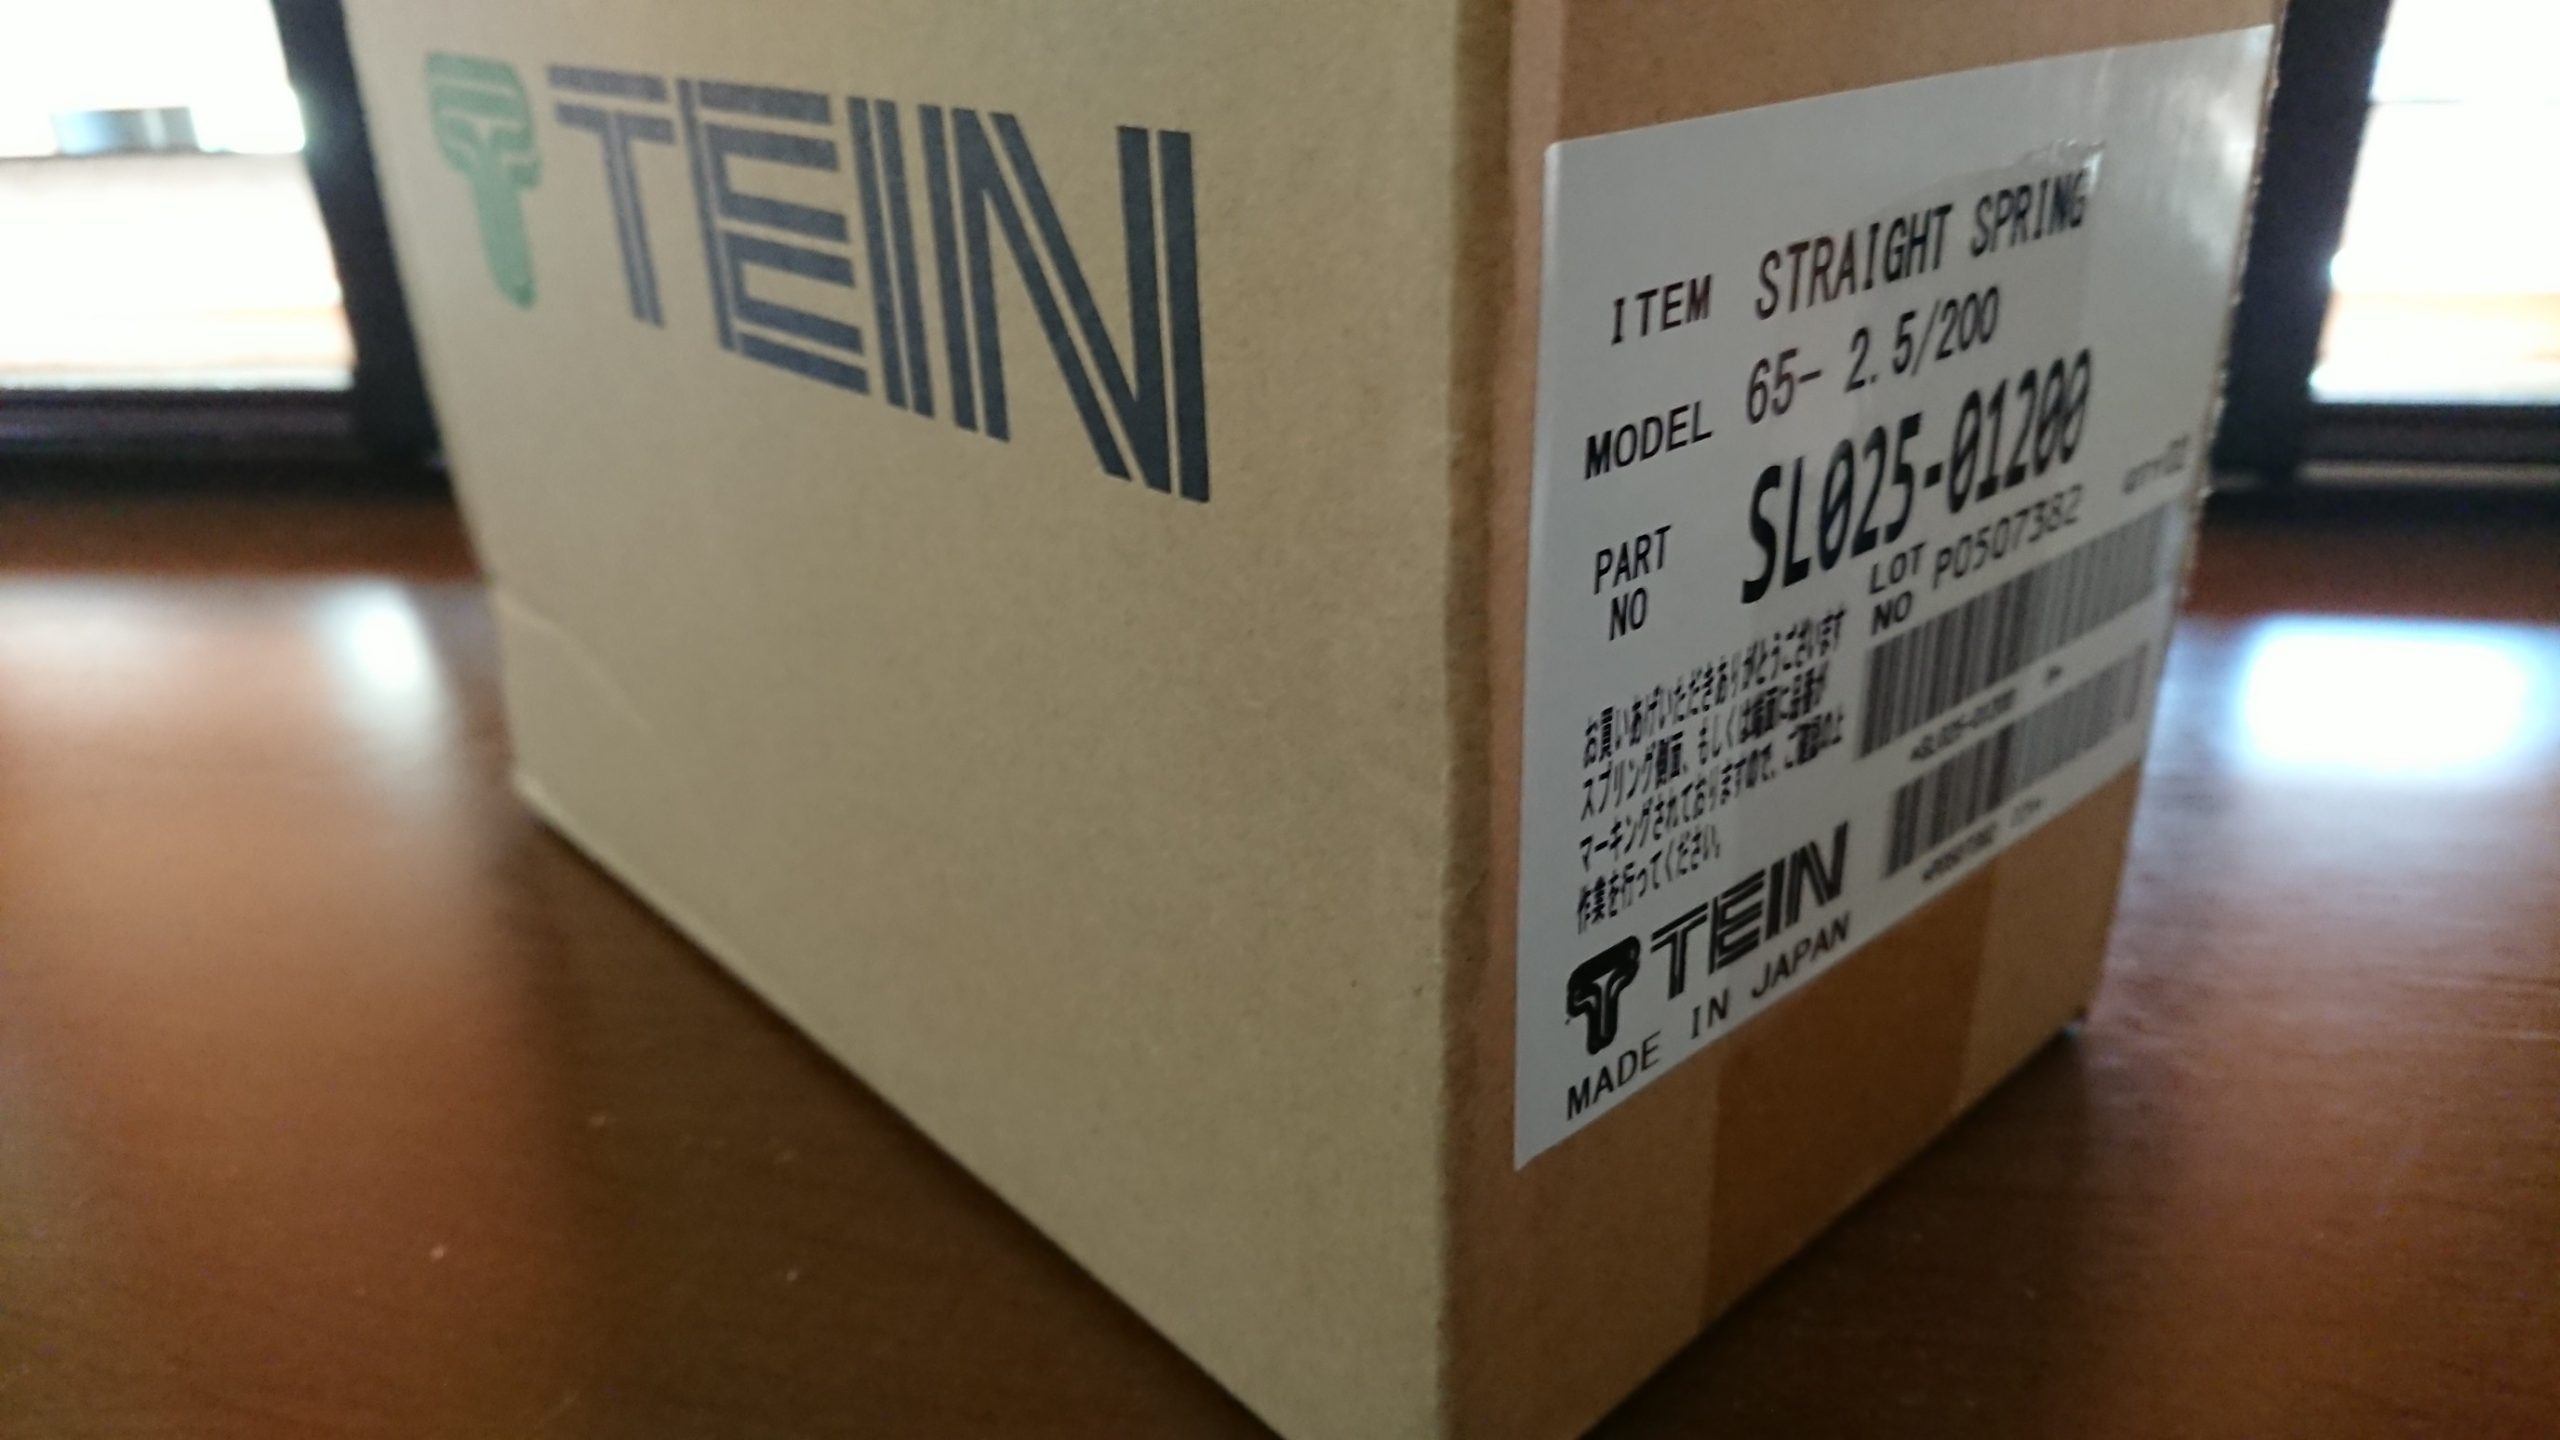 TEIN
ITEM STRAIGHT SPRING
MODEL 65- 2.5/200
PART NO SL025-01200
LOT NO P0507382
お買いあげいただきありがとうございます
スプリング側面、もしくは端面に品番が
マーキングされておりますので、ご確認の上
作業を行ってください。
TEIN
MADE IN JAPAN